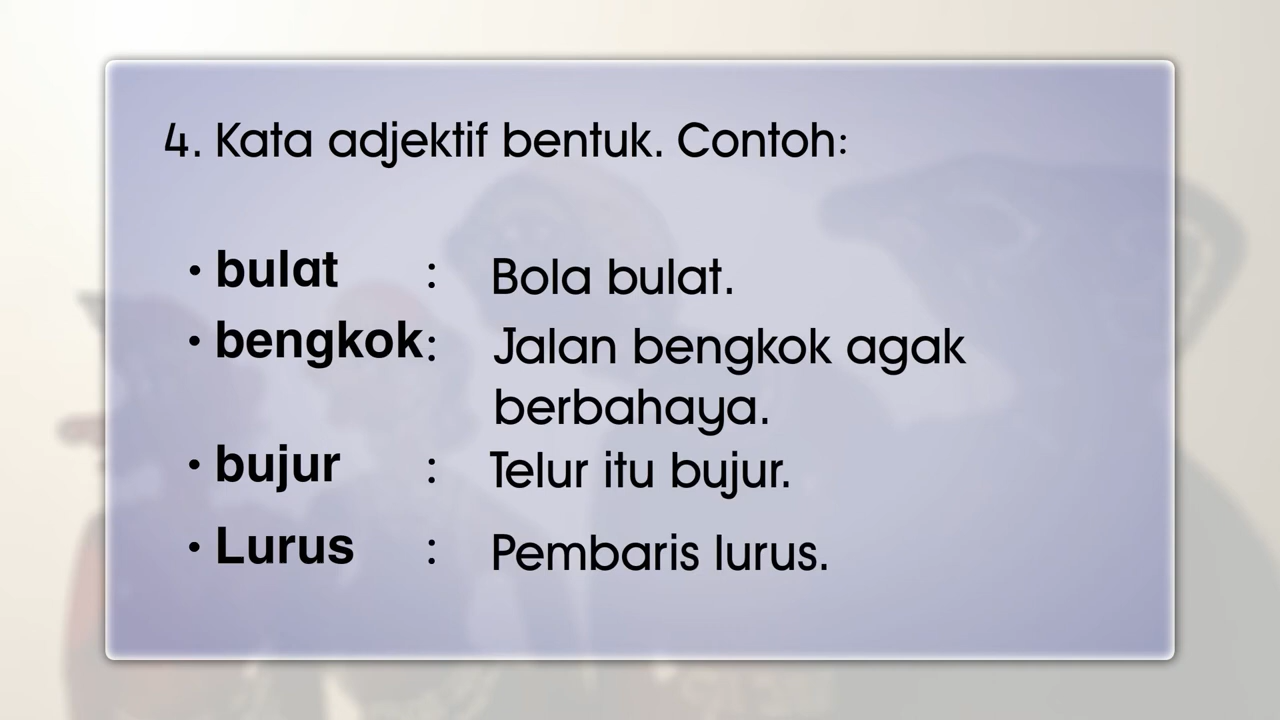 4. Kata adjektif bentuk. Contoh:
• bulat : Bola bulat.
• bengkok: Jalan bengkok agak
berbahaya.
• bujur : Telur itu bujur.
• Lurus : Pembaris lurus.